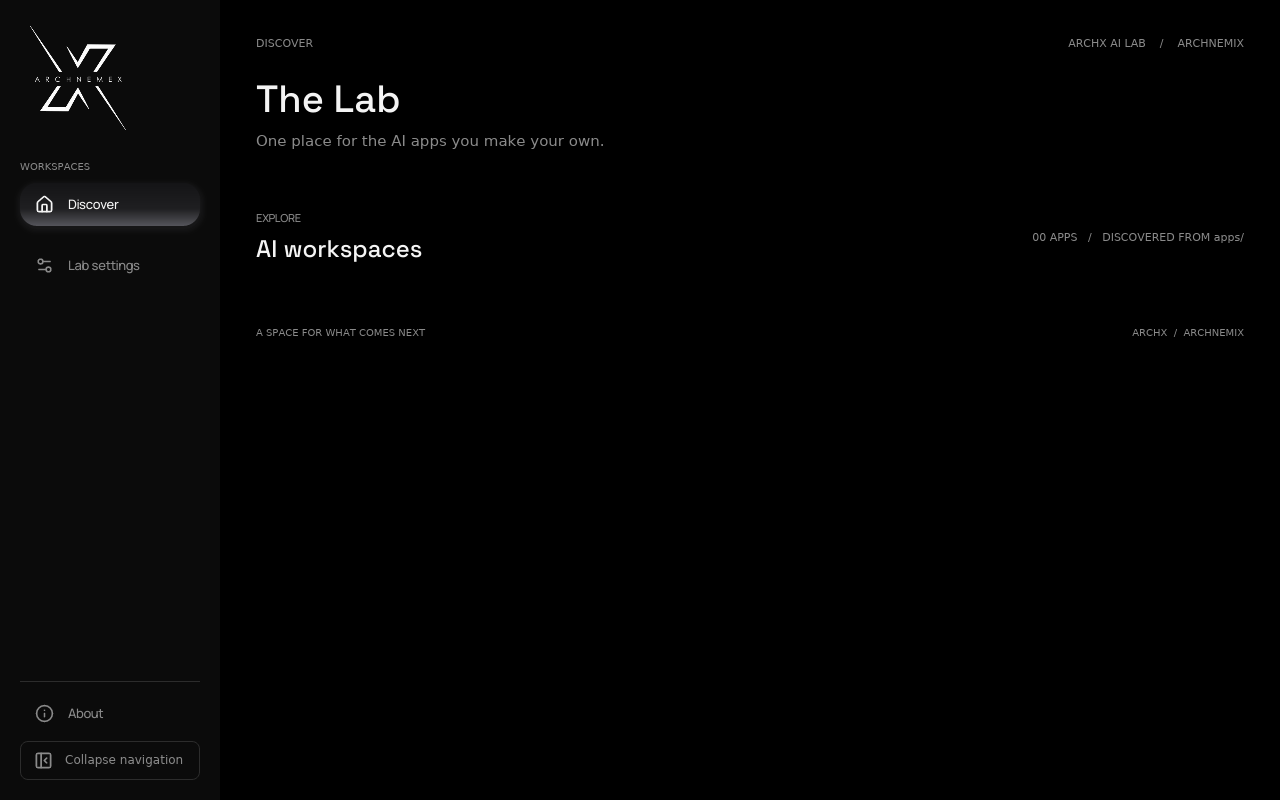 ARCHNEMEX
WORKSPACES
Discover
Lab settings
About
Collapse navigation
DISCOVER
ARCHX AI LAB / ARCHNEMIX
The Lab
One place for the AI apps you make your own.
EXPLORE
AI workspaces
00 APPS / DISCOVERED FROM apps/
A SPACE FOR WHAT COMES NEXT
ARCHX / ARCHNEMIX